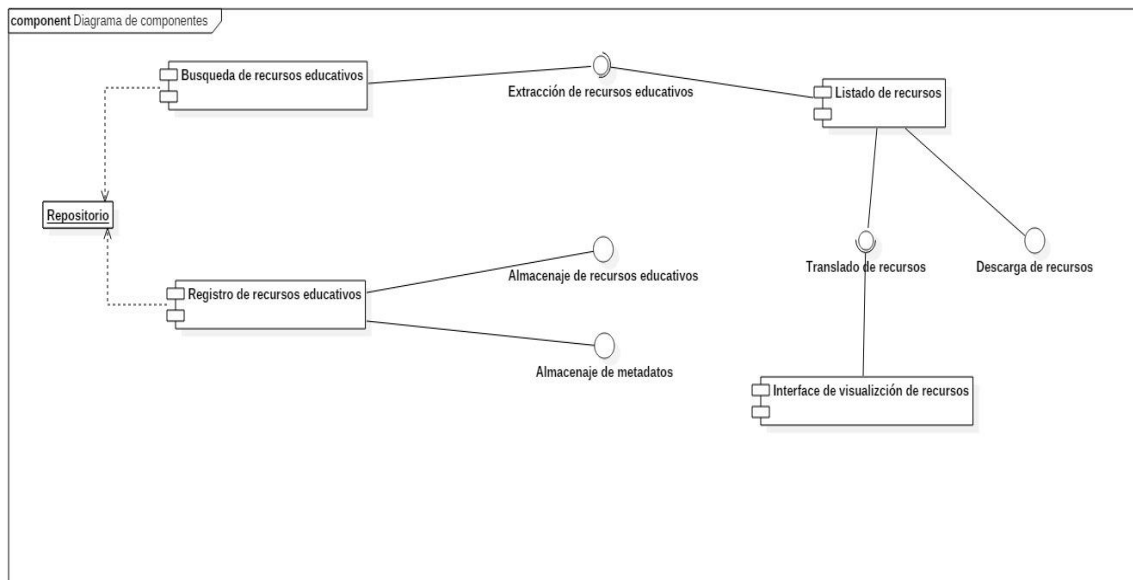 component Diagrama de componentes
Busqueda de recursos educativos
Extracción de recursos educativos
Listado de recursos
Repositorio
Translado de recursos
Descarga de recursos
Almacenaje de recursos educativos
Registro de recursos educativos
Almacenaje de metadatos
Interface de visualizción de recursos